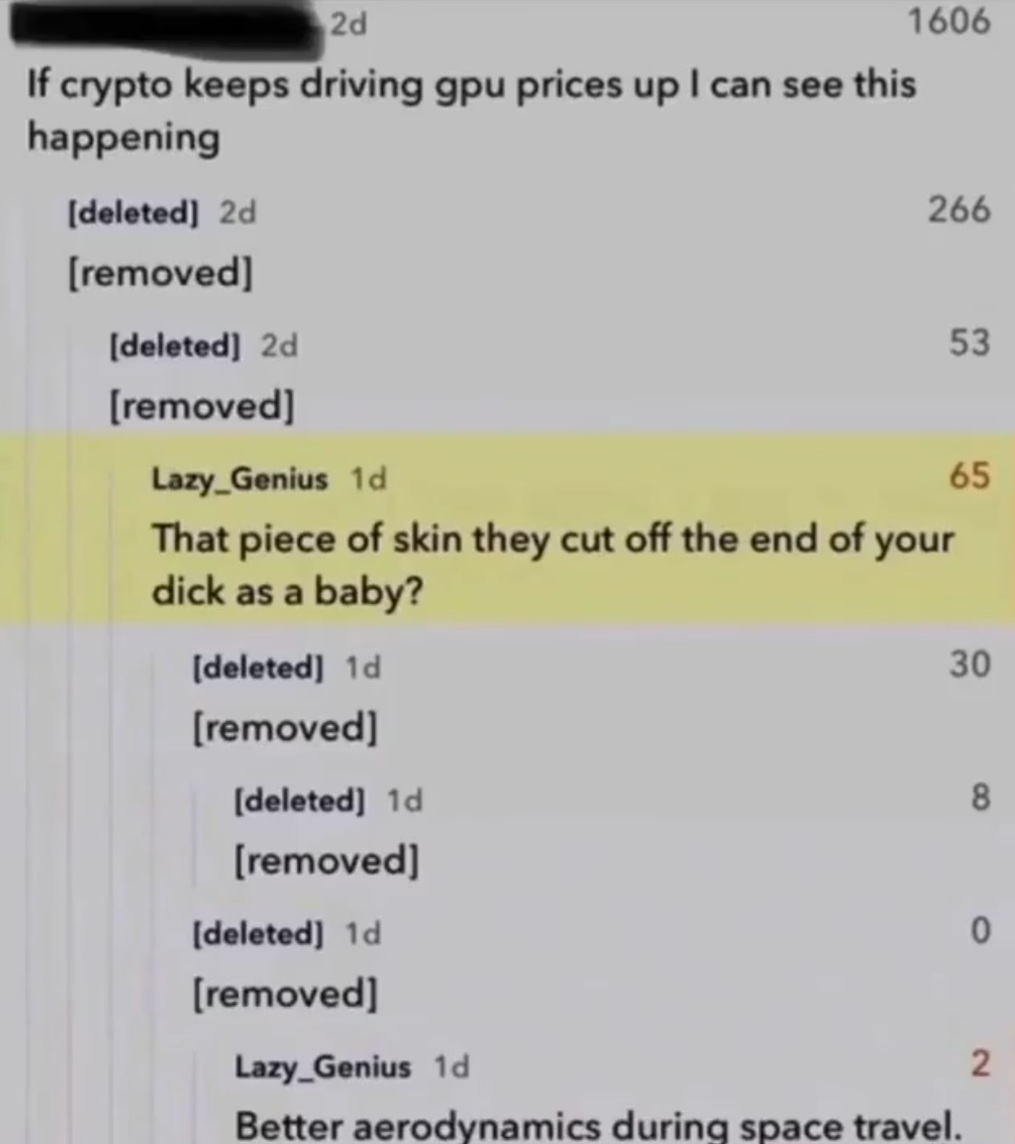 2d 1606
If crypto keeps driving gpu prices up I can see this
happening
[deleted] 2d 266
[removed]
[deleted] 2d 53
[removed]
Lazy_Genius 1d 65
That piece of skin they cut off the end of your
dick as a baby?
[deleted] 1d 30
[removed]
[deleted] 1d 8
[removed]
[deleted] 1d 0
[removed]
Lazy_Genius 1d 2
Better aerodynamics during space travel.